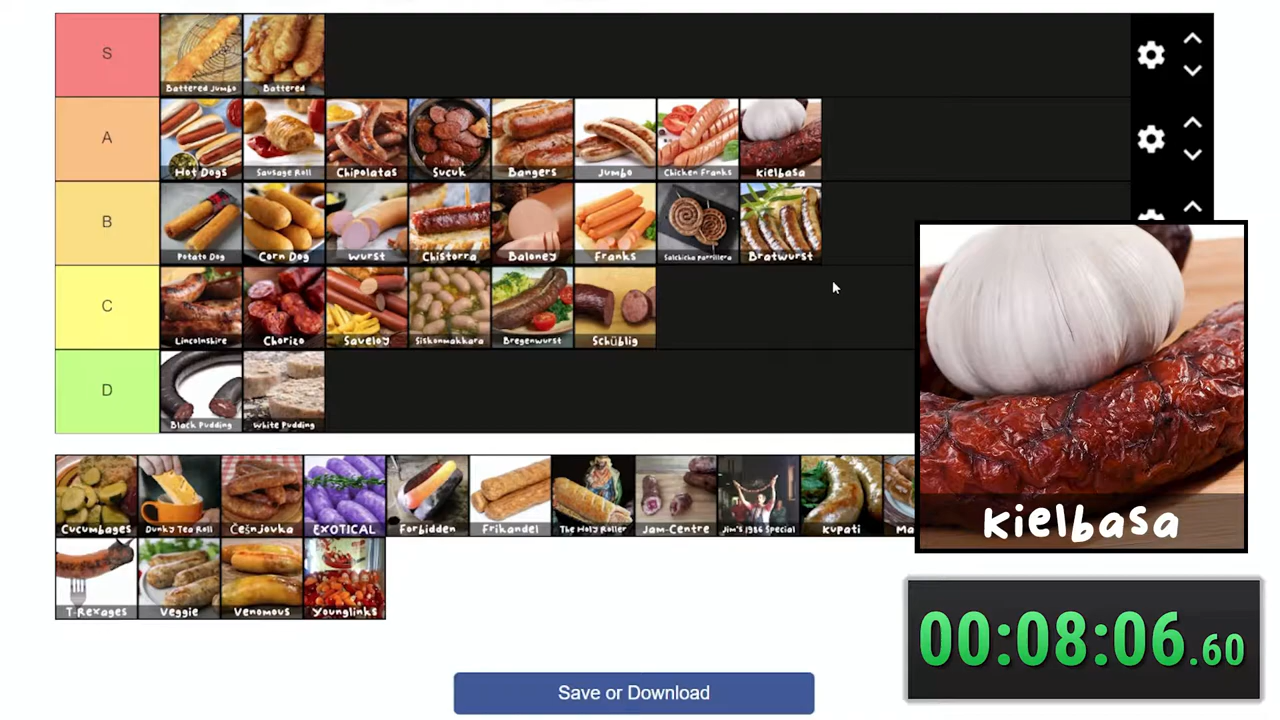 S
Battered Jumbo
Battered
A
Hot Dogs
Sausage Roll
Chipolatas
Sucuk
Bangers
Jumbo
Chicken Franks
Kielbasa
B
Potato Dog
Corn Dog
Wurst
Chistorra
Baloney
Franks
Salchicha Parrillera
Bratwurst
C
Lincolnshire
Chorizo
Saveloy
Siskonmakkara
Bregenwurst
Schüblig
D
Black Pudding
White Pudding
Cucumbages
Dunky Tea Roll
Češnjovka
EXOTICAL
Forbidden
Frikandel
The Holy Roller
Jam-Centre
Jim's 1986 Special
Kupati
Ma
T-Rexages
Veggie
Venomous
Younglinks
Kielbasa
00:08:06.60
Save or Download